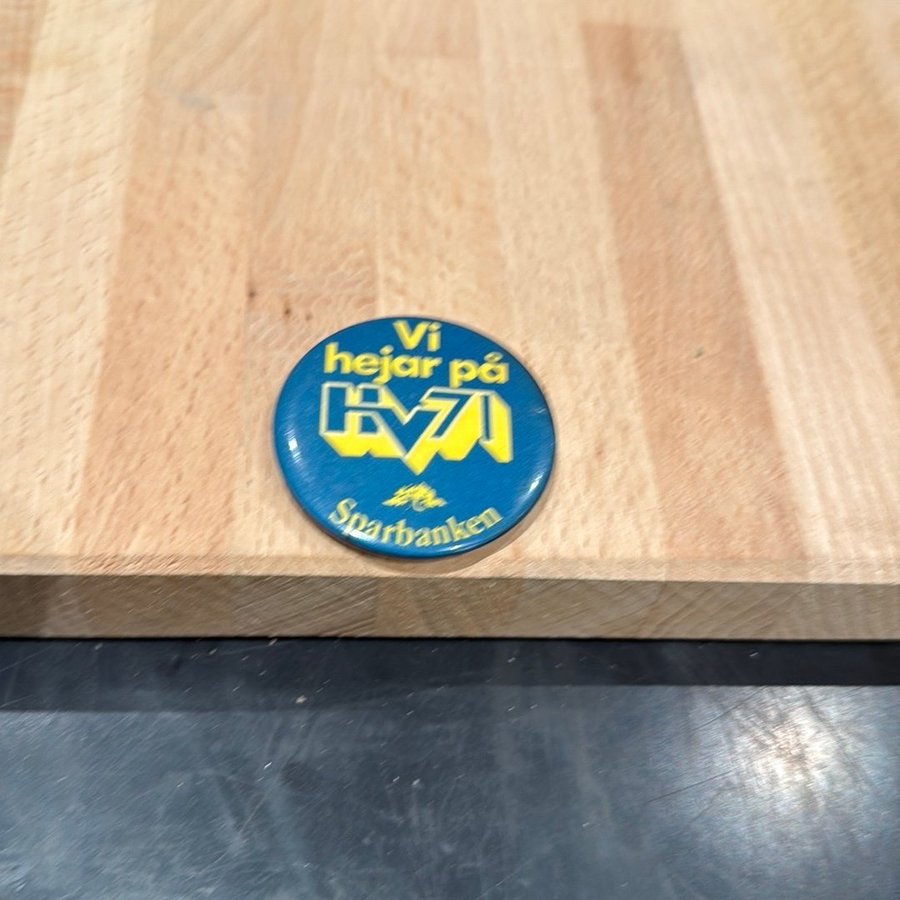 Vi
hejar på
HV71
Sparbanken